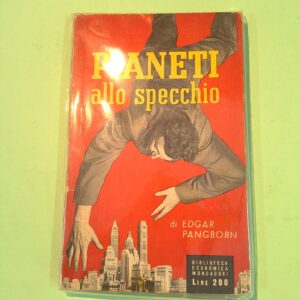 PIANETI
allo specchio
di EDGAR
PANGBORN
BIBLIOTECA
ECONOMICA
MONDADORI
LIRE 200